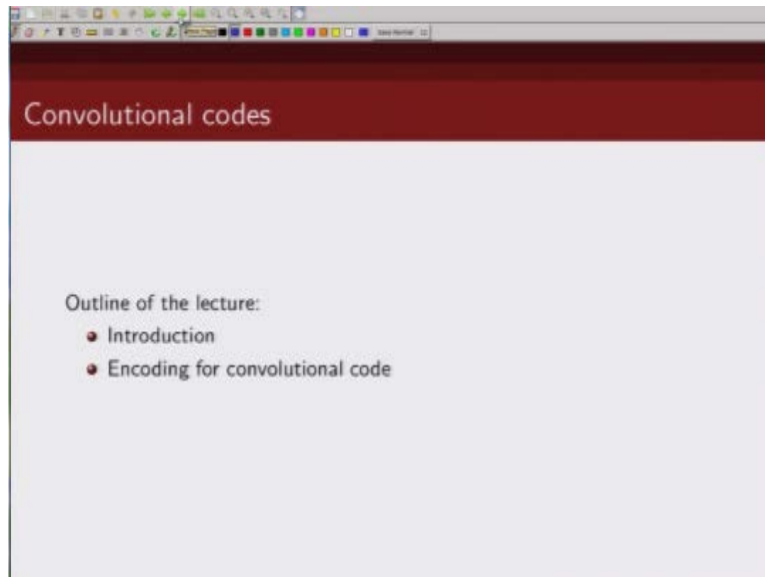 Convolutional codes
Outline of the lecture:
Introduction
Encoding for convolutional code